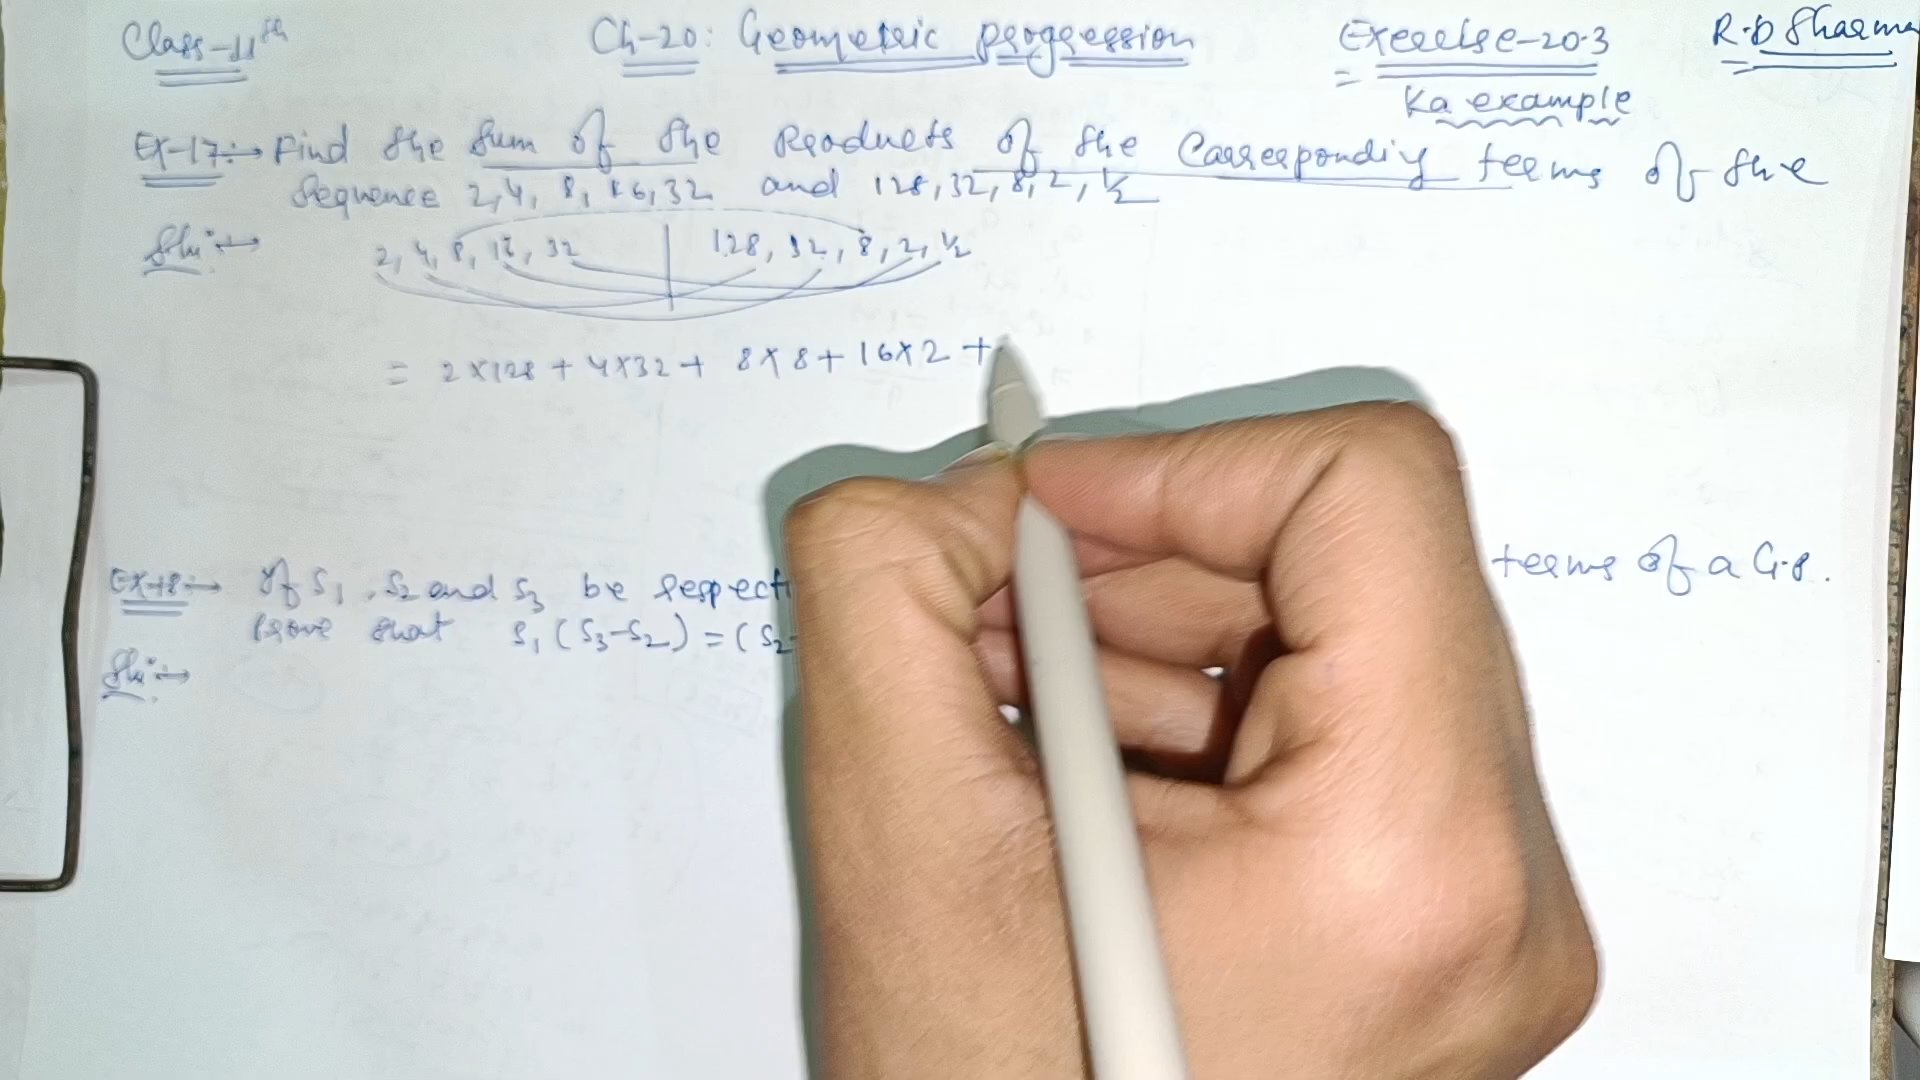 Class-11th Ch-20: Geometric progression Exercise-20.3 R.D Sharma
Ka example
EX-17:→ Find the Sum of the Products of the Corresponding terms of the
Sequence 2,4, 8, 16,32 and 128,32,8,2,½
Slu:→ 2, 4, 8, 16, 32 | 128, 32, 8, 2, ½
= 2×128 + 4×32 + 8×8 + 16×2 +
EX-18→ If S1, S2 and S3 be respecti terms of a G.P.
Prove that S1 (S3-S2) = (S2-
Slu:→